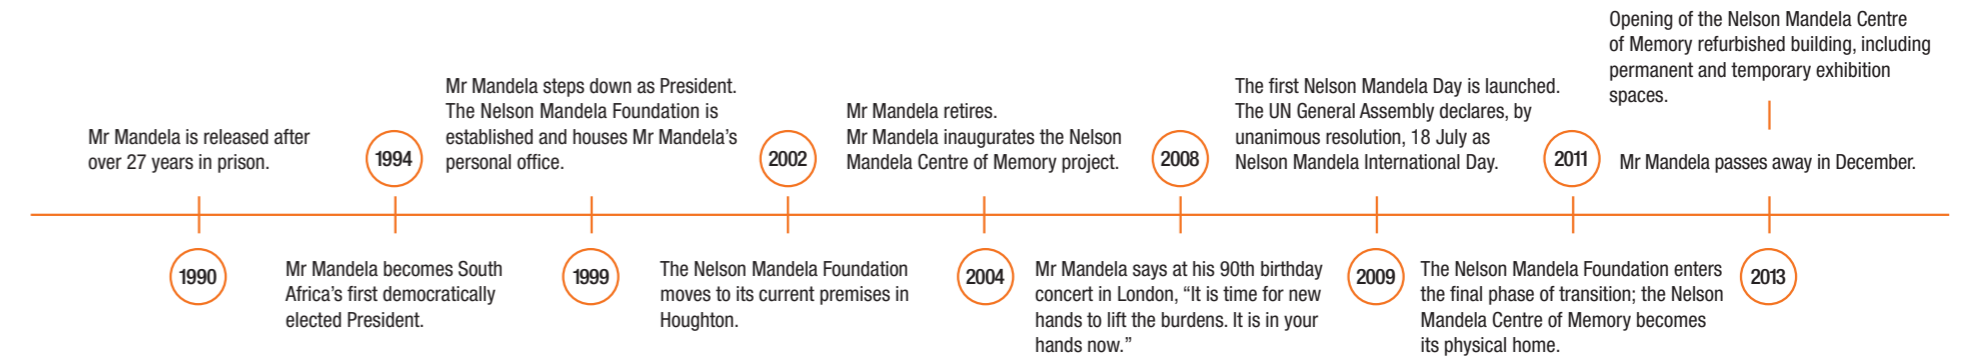 Mr Mandela is released after
over 27 years in prison.
1990
1994
Mr Mandela becomes South
Africa’s first democratically
elected President.
Mr Mandela steps down as President.
The Nelson Mandela Foundation is
established and houses Mr Mandela’s
personal office.
1999
2002
The Nelson Mandela Foundation
moves to its current premises in
Houghton.
Mr Mandela retires.
Mr Mandela inaugurates the Nelson
Mandela Centre of Memory project.
2004
2008
Mr Mandela says at his 90th birthday
concert in London, “It is time for new
hands to lift the burdens. It is in your
hands now.”
The first Nelson Mandela Day is launched.
The UN General Assembly declares, by
unanimous resolution, 18 July as
Nelson Mandela International Day.
2009
2011
The Nelson Mandela Foundation enters
the final phase of transition; the Nelson
Mandela Centre of Memory becomes
its physical home.
Opening of the Nelson Mandela Centre
of Memory refurbished building, including
permanent and temporary exhibition
spaces.
Mr Mandela passes away in December.
2013